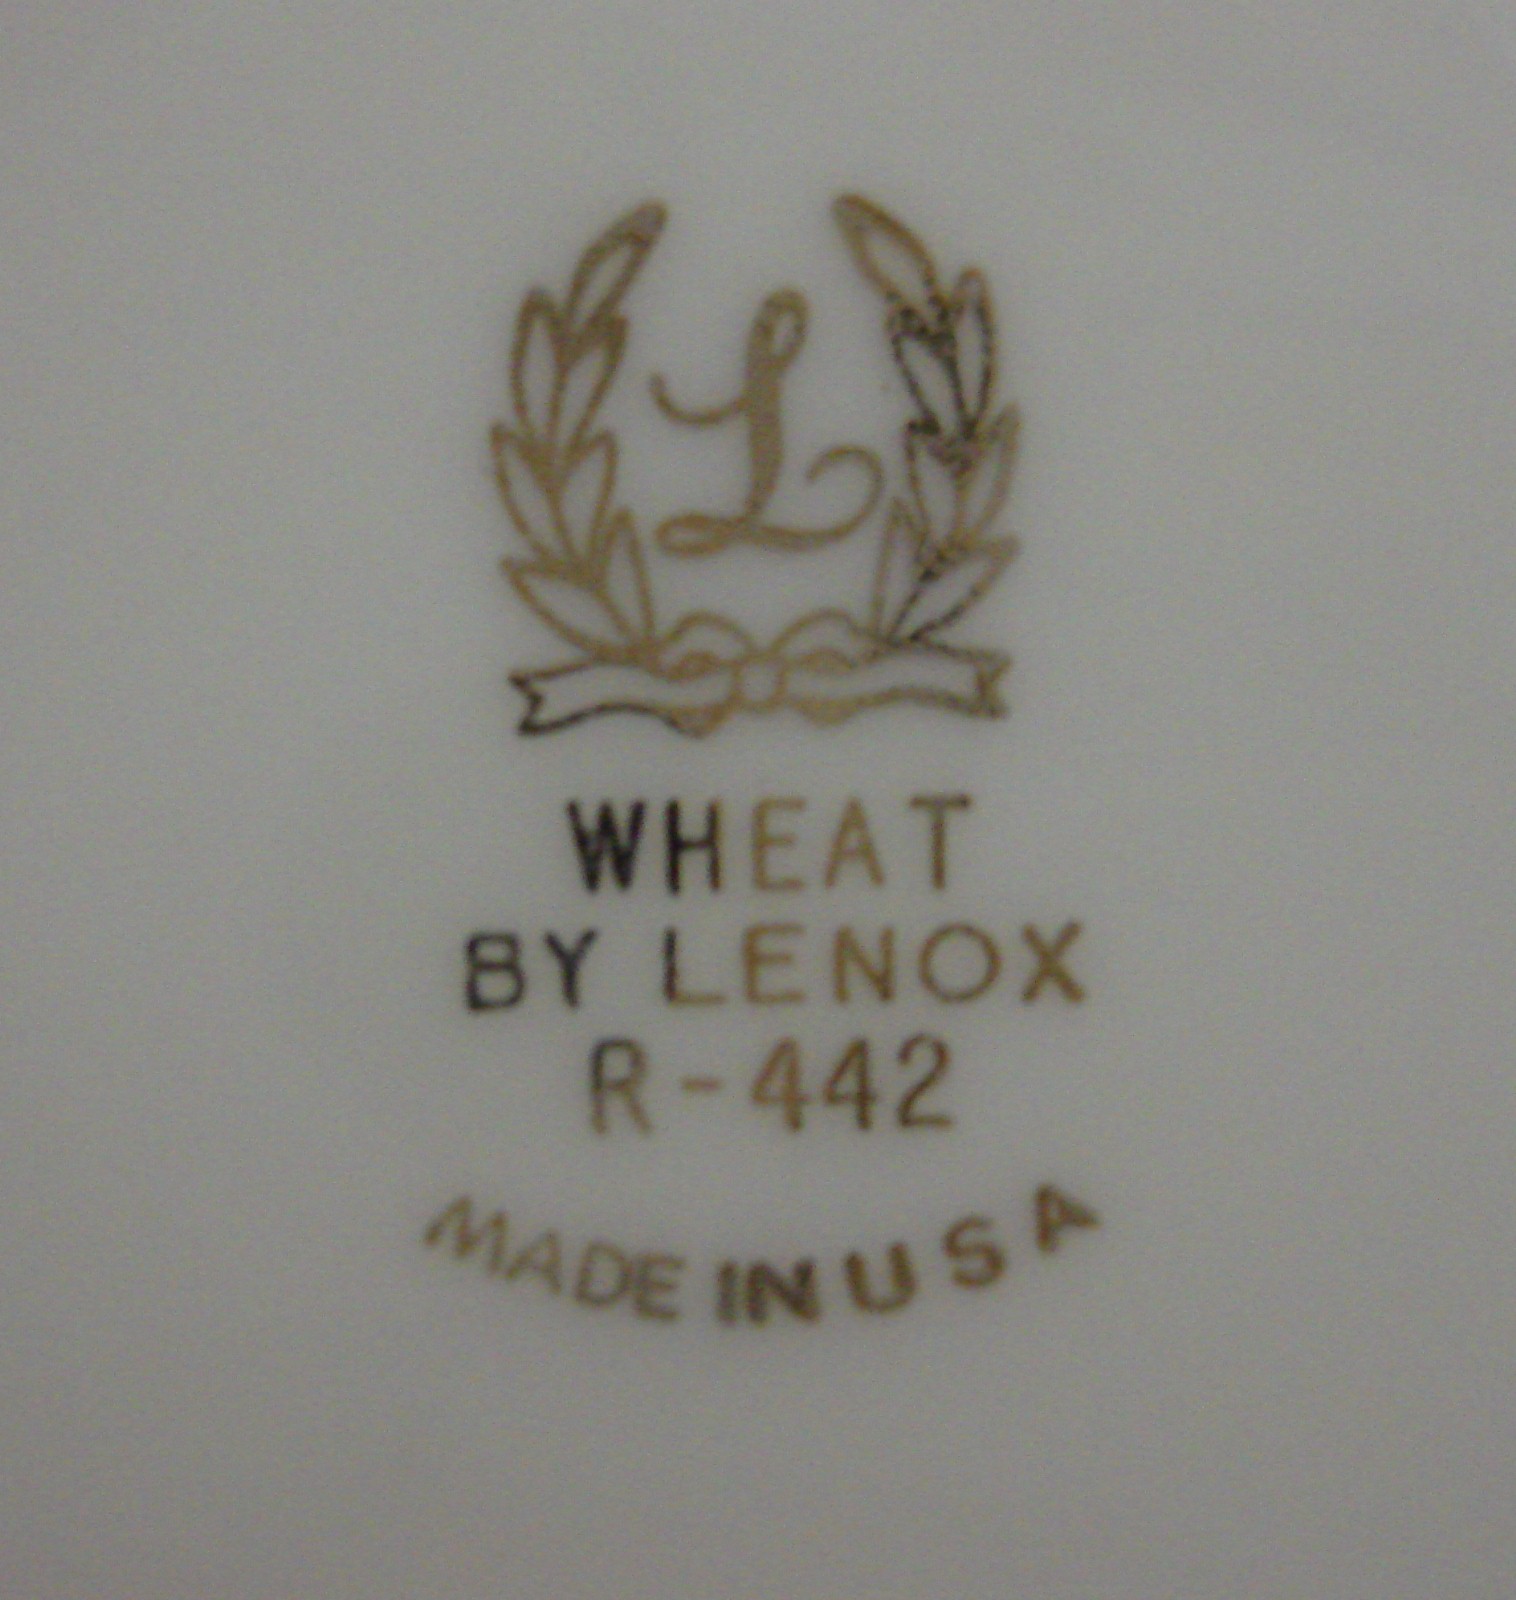 L
WHEAT
BY LENOX
R-442
MADE IN USA